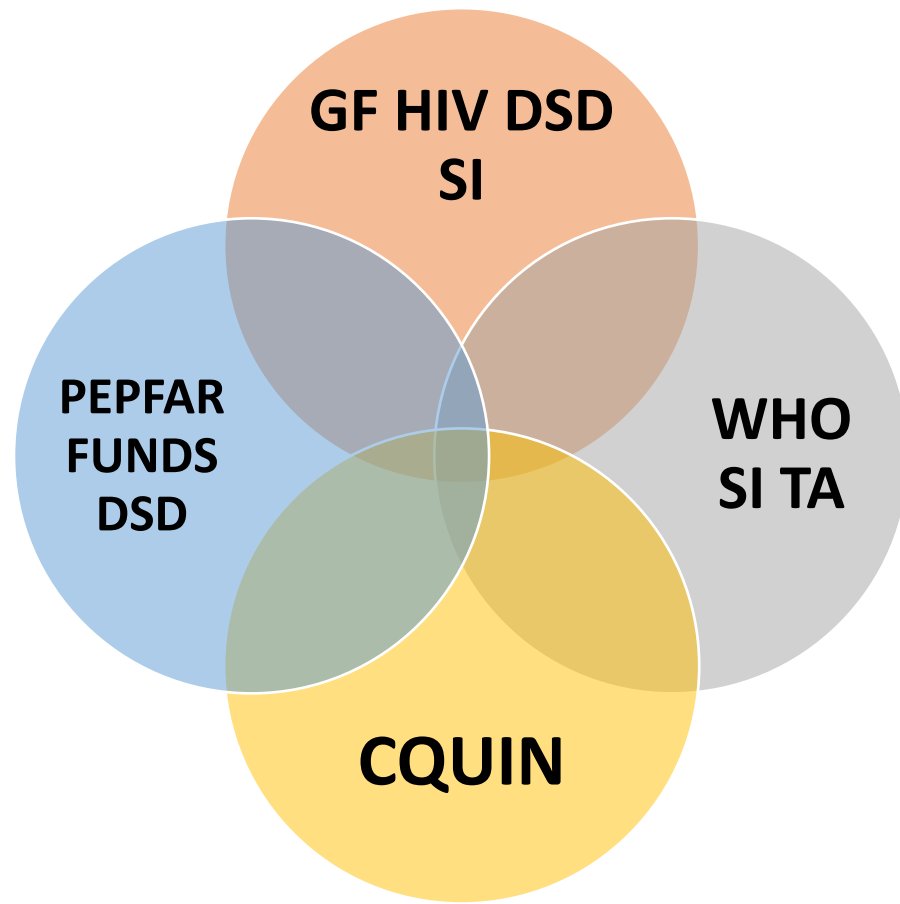 GF HIV DSD
SI
PEPFAR
FUNDS
DSD
WHO
SI TA
CQUIN